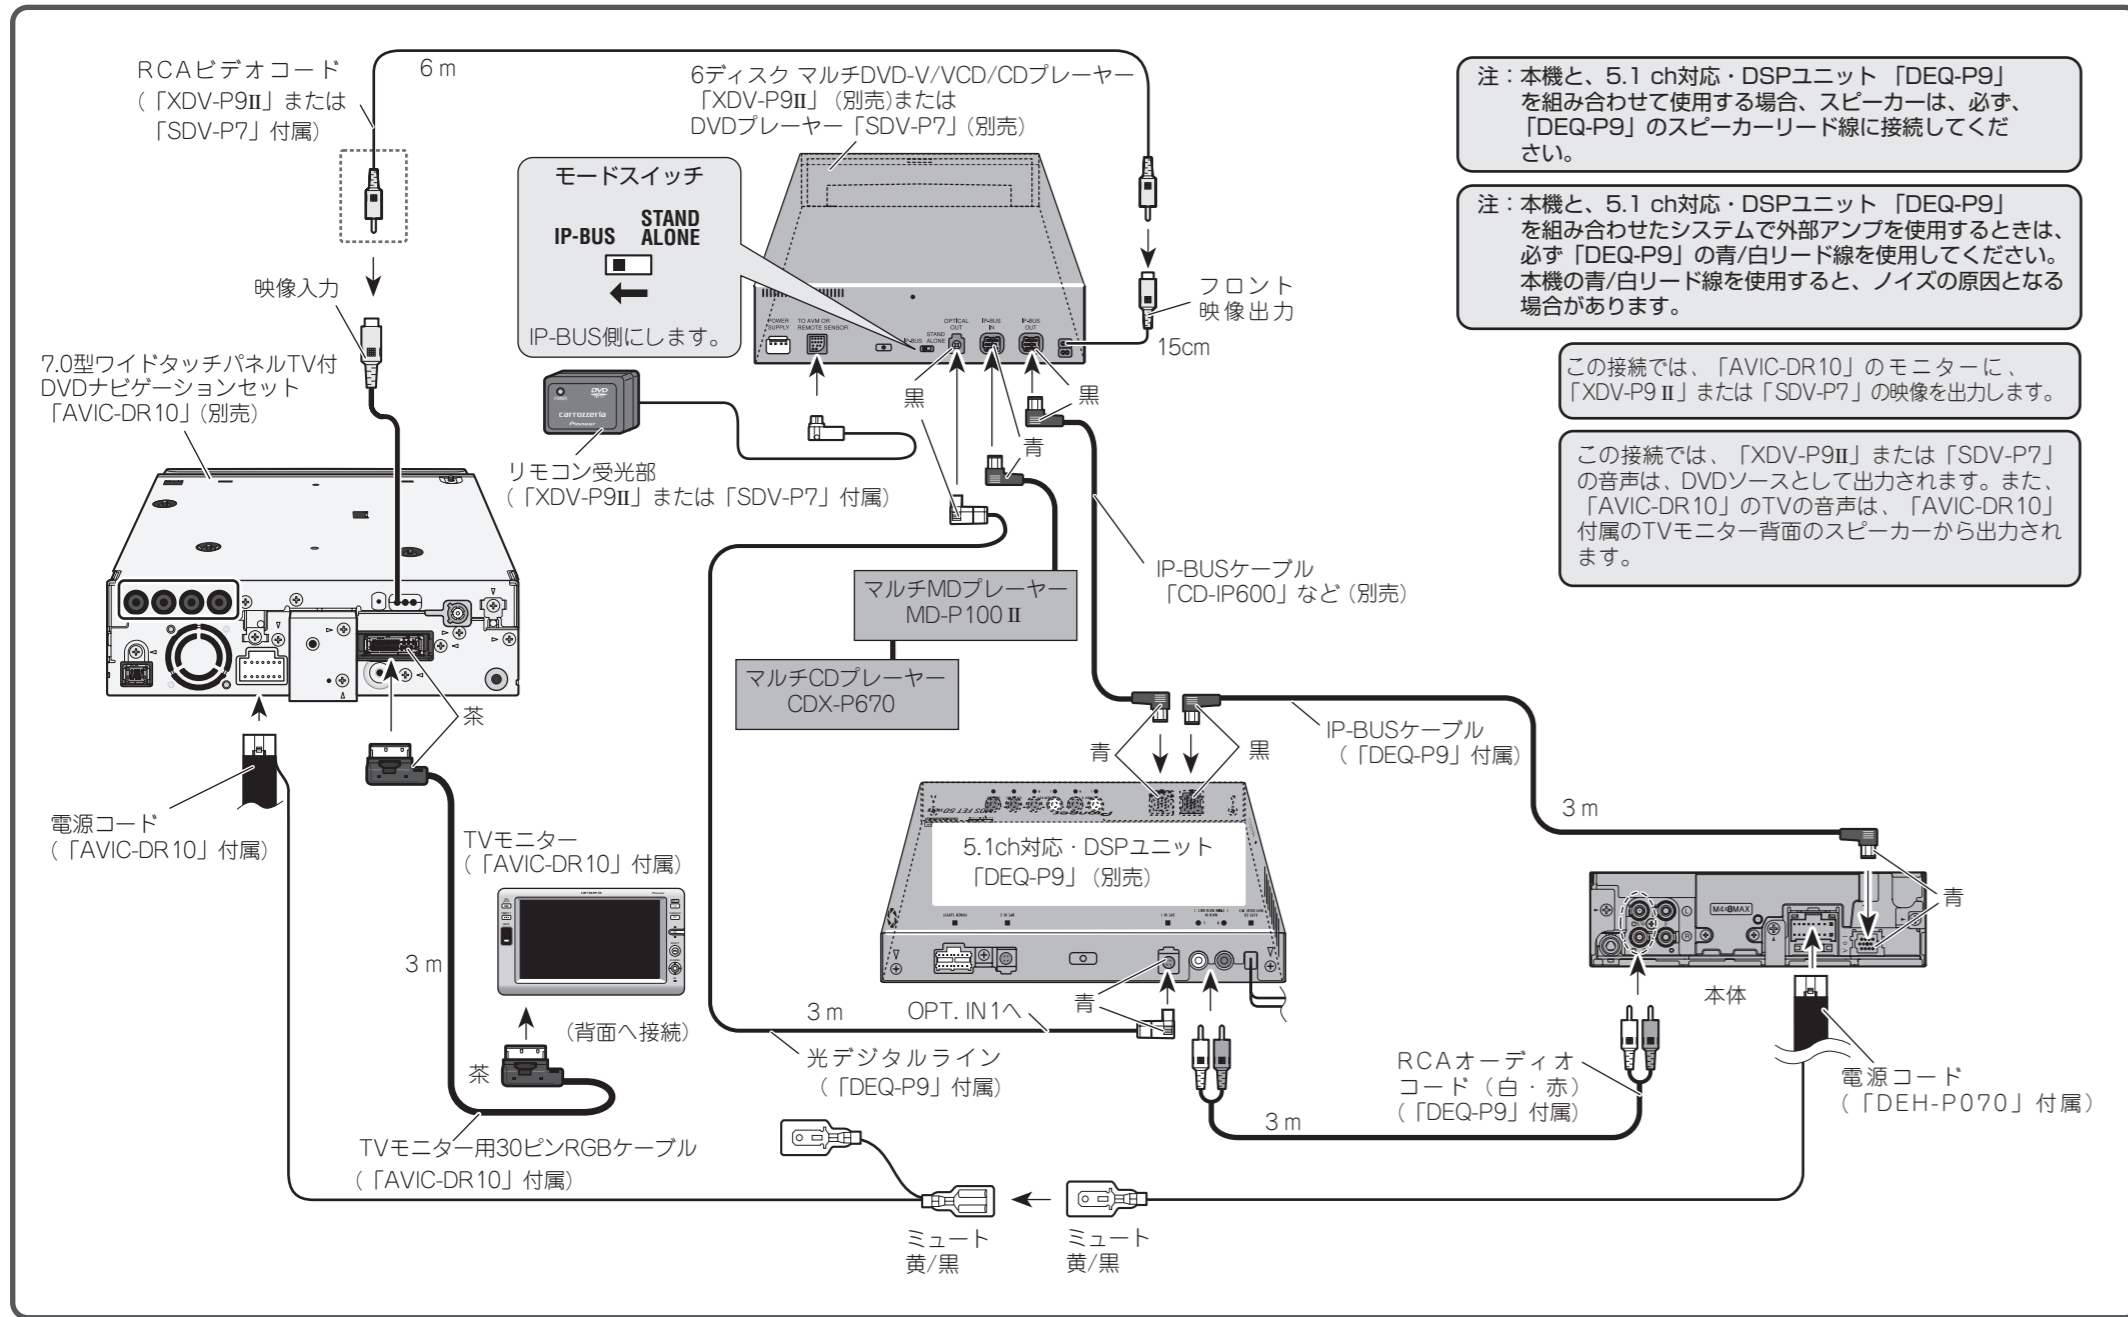 RCAビデオコード
(「XDV-P9II」または
「SDV-P7」付属)
6 m
6ディスク マルチDVD-V/VCD/CDプレーヤー
「XDV-P9II」(別売)または
DVDプレーヤー「SDV-P7」(別売)
注：本機と、5.1 ch対応・DSPユニット 「DEQ-P9」
を組み合わせて使用する場合、スピーカーは、必ず、
「DEQ-P9」のスピーカーリード線に接続してくだ
さい。
注：本機と、5.1 ch対応・DSPユニット 「DEQ-P9」
を組み合わせたシステムで外部アンプを使用するときは、
必ず「DEQ-P9」の青/白リード線を使用してください。
本機の青/白リード線を使用すると、ノイズの原因となる
場合があります。
この接続では、「AVIC-DR10」のモニターに、
「XDV-P9 II」または「SDV-P7」の映像を出力します。
この接続では、「XDV-P9II」または「SDV-P7」
の音声は、DVDソースとして出力されます。また、
「AVIC-DR10」のTVの音声は、「AVIC-DR10」
付属のTVモニター背面のスピーカーから出力され
ます。
モードスイッチ
IP-BUS
STAND
ALONE
IP-BUS側にします。
POWER
SUPPLY
TO AVM OR
REMOTE SENSOR
IP-BUS
STAND
ALONE
OPTICAL
OUT
IP-BUS
IN
IP-BUS
OUT
フロント
映像出力
15cm
映像入力
7.0型ワイドタッチパネルTV付
DVDナビゲーションセット
「AVIC-DR10」(別売)
黒
黒
青
DVD
carrozzeria
Pioneer
リモコン受光部
(「XDV-P9II」または「SDV-P7」付属)
IP-BUSケーブル
「CD-IP600」など (別売)
マルチMDプレーヤー
MD-P100 II
マルチCDプレーヤー
CDX-P670
茶
青
黒
IP-BUSケーブル
(「DEQ-P9」付属)
3 m
電源コード
(「AVIC-DR10」付属)
TVモニター
(「AVIC-DR10」付属)
5.1ch対応・DSPユニット
「DEQ-P9」(別売)
Pioneer
青
M4×8MAX
L
R
本体
3 m
(背面へ接続)
茶
3 m
OPT. IN1へ
青
光デジタルライン
(「DEQ-P9」付属)
RCAオーディオ
コード (白・赤)
(「DEQ-P9」付属)
3 m
電源コード
(「DEH-P070」付属)
TVモニター用30ピンRGBケーブル
(「AVIC-DR10」付属)
ミュート
黄/黒
ミュート
黄/黒